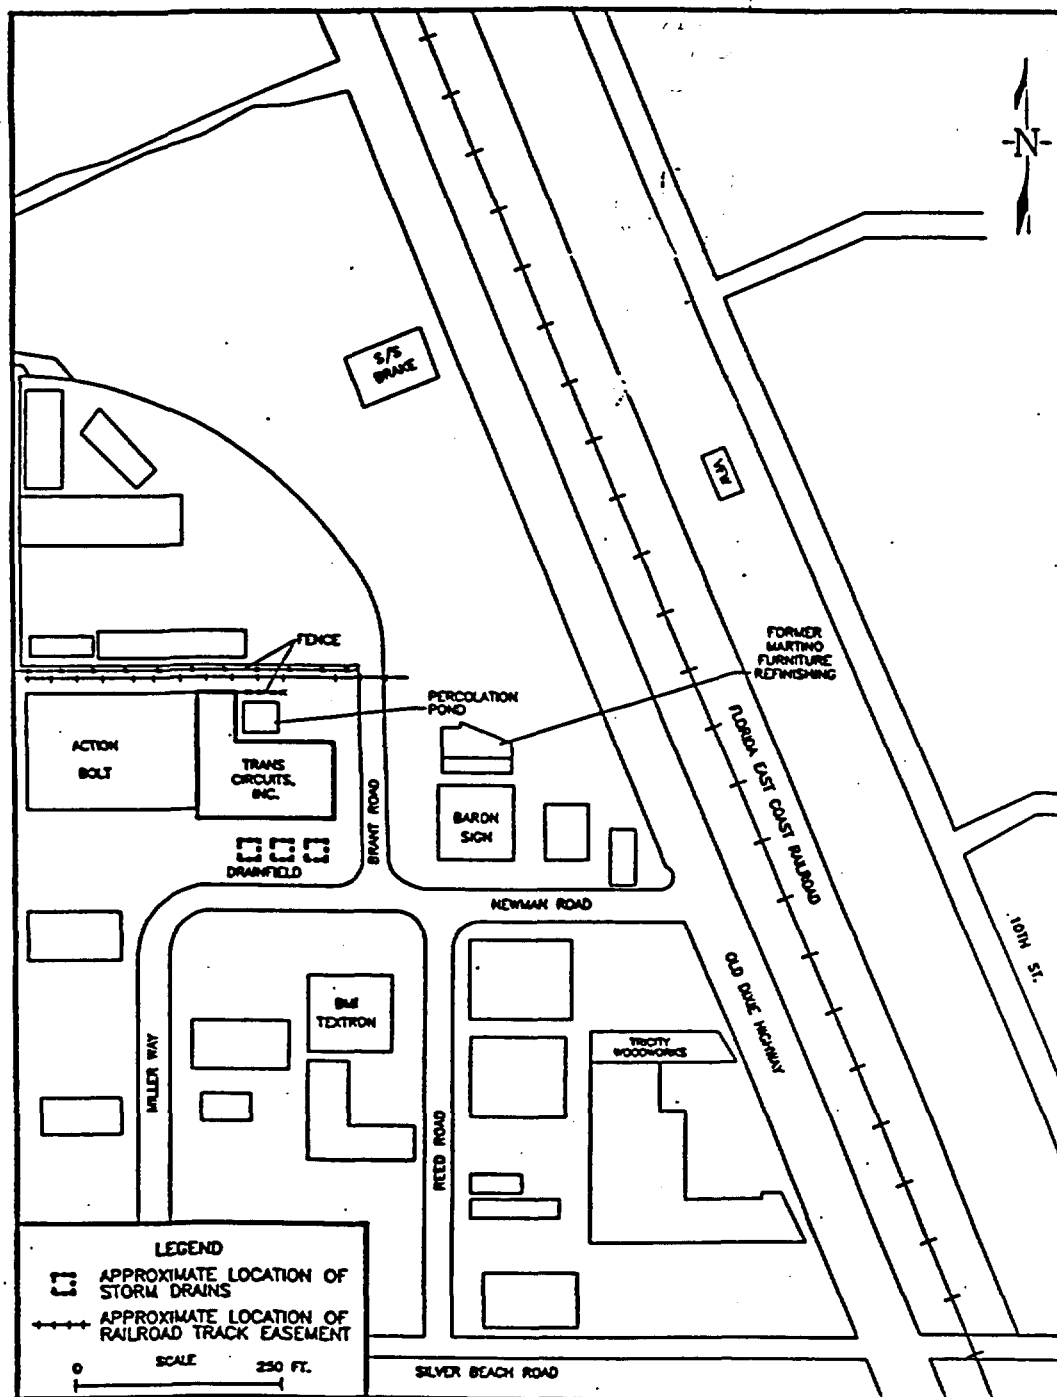 N
S/S
BRAKE
VFW
FENCE
FORMER
MARTINO
FURNITURE
REFINISHING
PERCOLATION
POND
ACTION
BOLT
TRANS
CIRCUITS,
INC.
BRANT ROAD
BARON
SIGN
FLORIDA EAST COAST RAILROAD
DRAINFIELD
NEWMAN ROAD
10TH ST.
OLD DIXIE HIGHWAY
BMI
TEXTRON
TRICITY
WOODWORKS
MILLER WAY
REED ROAD
LEGEND
APPROXIMATE LOCATION OF
STORM DRAINS
APPROXIMATE LOCATION OF
RAILROAD TRACK EASEMENT
SCALE
0 250 FT.
SILVER BEACH ROAD